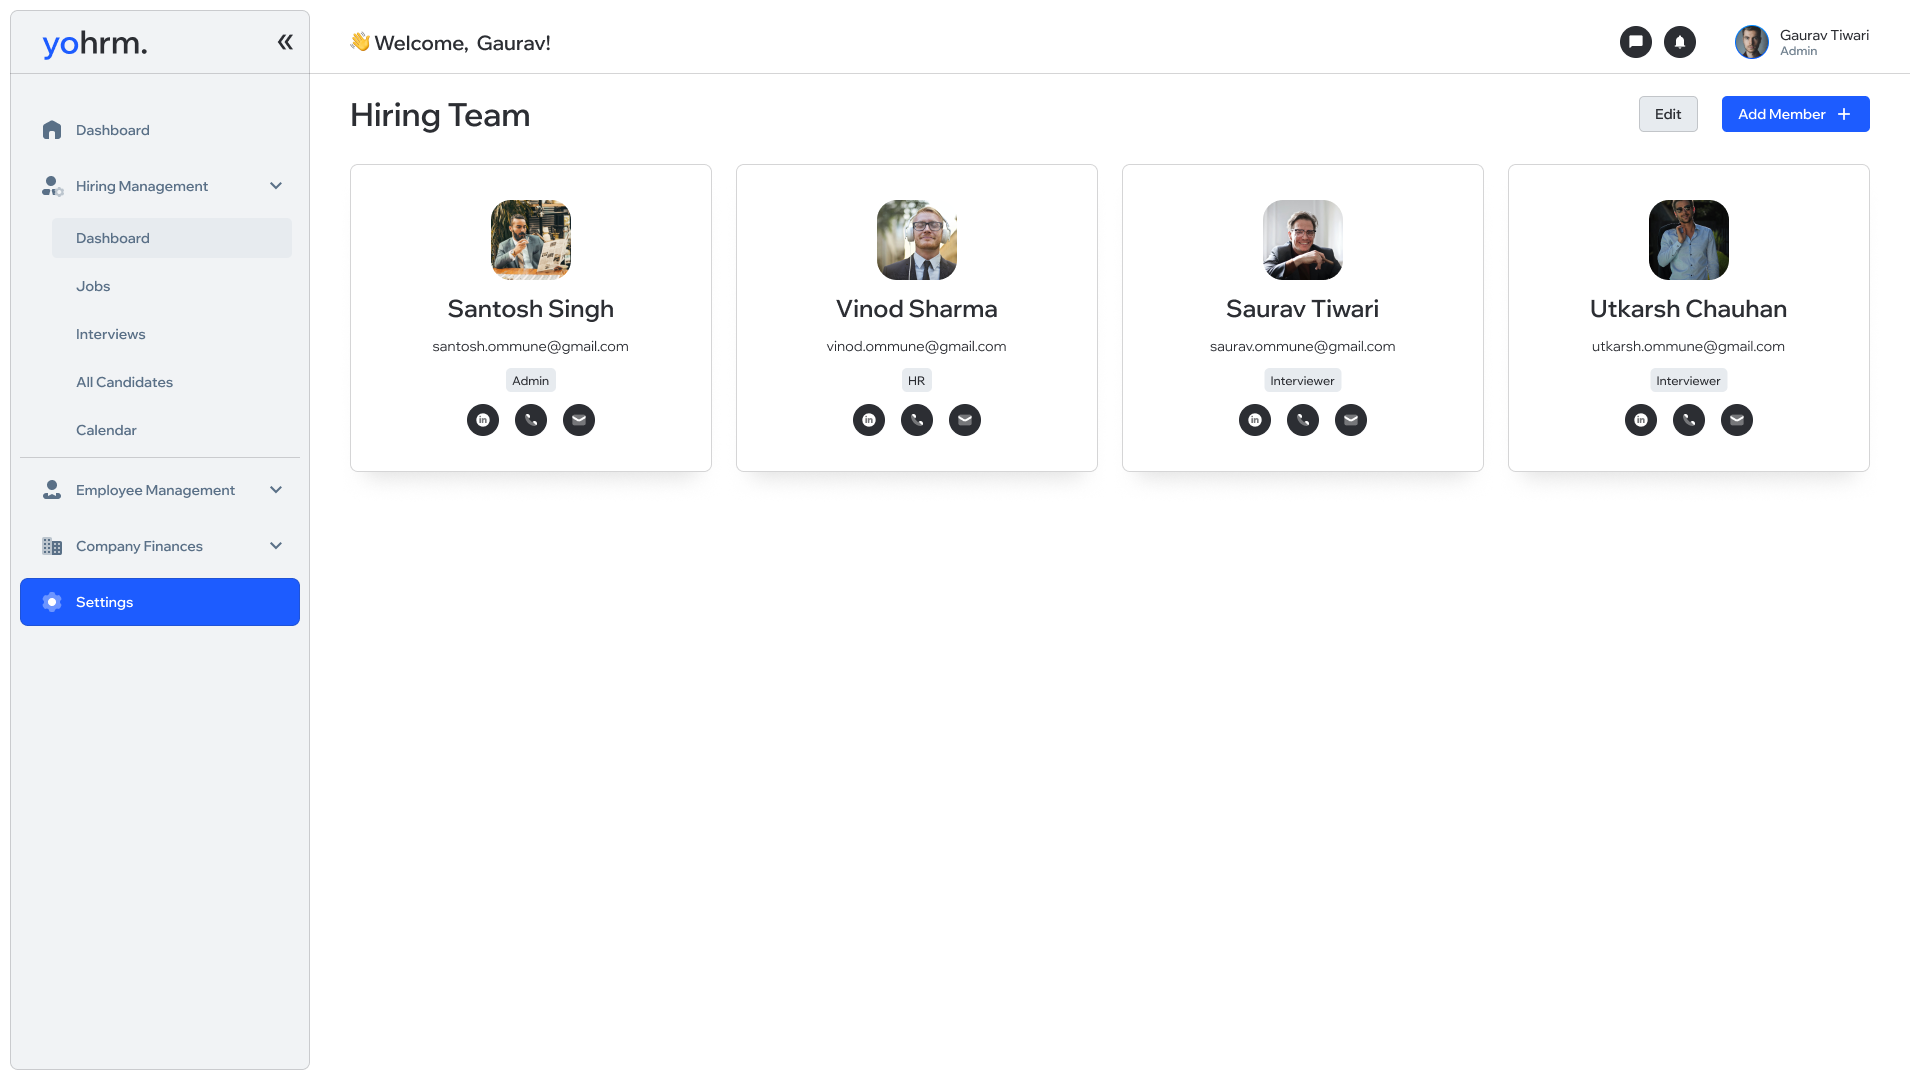 yohrm.
👋 Welcome, Gaurav!
Gaurav Tiwari
Admin
Dashboard
Hiring Management
Dashboard
Jobs
Interviews
All Candidates
Calendar
Employee Management
Company Finances
Settings
Hiring Team
Edit
Add Member +
Santosh Singh
santosh.ommune@gmail.com
Admin
Vinod Sharma
vinod.ommune@gmail.com
HR
Saurav Tiwari
saurav.ommune@gmail.com
Interviewer
Utkarsh Chauhan
utkarsh.ommune@gmail.com
Interviewer